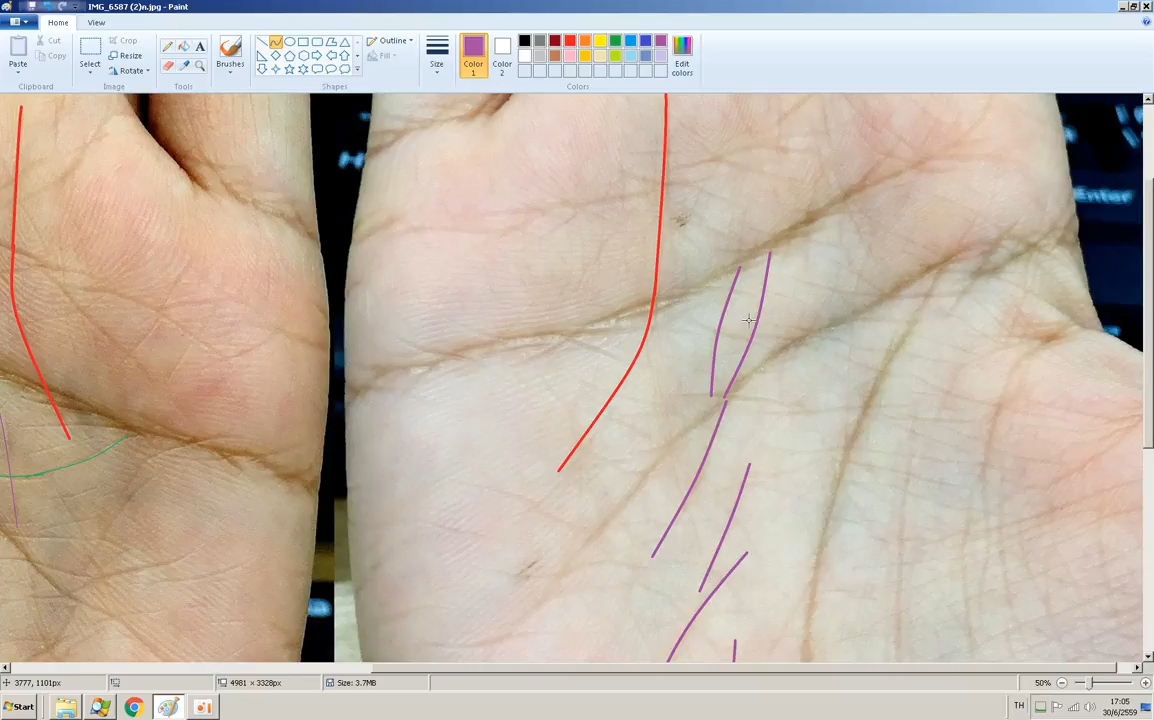 IMG_6587 (2)n.jpg - Paint
Home View
Paste
Cut
Copy
Clipboard
Select
Crop
Resize
Rotate
Image
Tools
Brushes
Outline
Fill
Shapes
Size
Color
1
Color
2
Edit
colors
Colors
Enter
3777, 1101px
4981 × 3328px
Size: 3.7MB
50%
Start
TH
17:05
30/6/2559